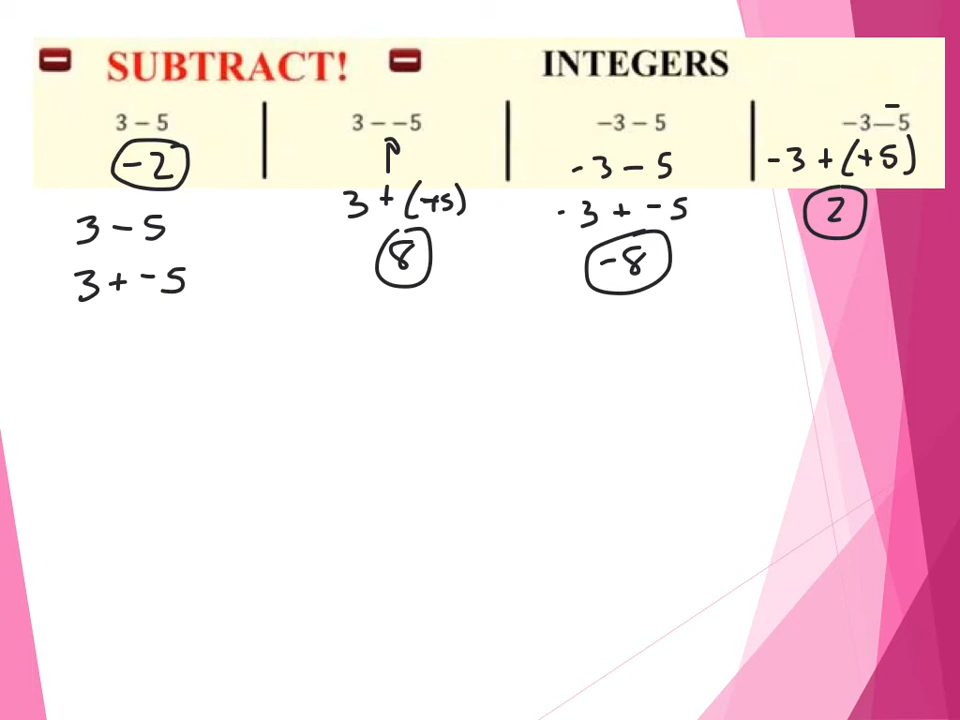 SUBTRACT! INTEGERS
3 – 5
-2
3 - 5
3 + -5
3 – –5
3 + (+5)
8
–3 – 5
-3 - 5
-3 + -5
-8
–3—5
-3 + (+5)
2